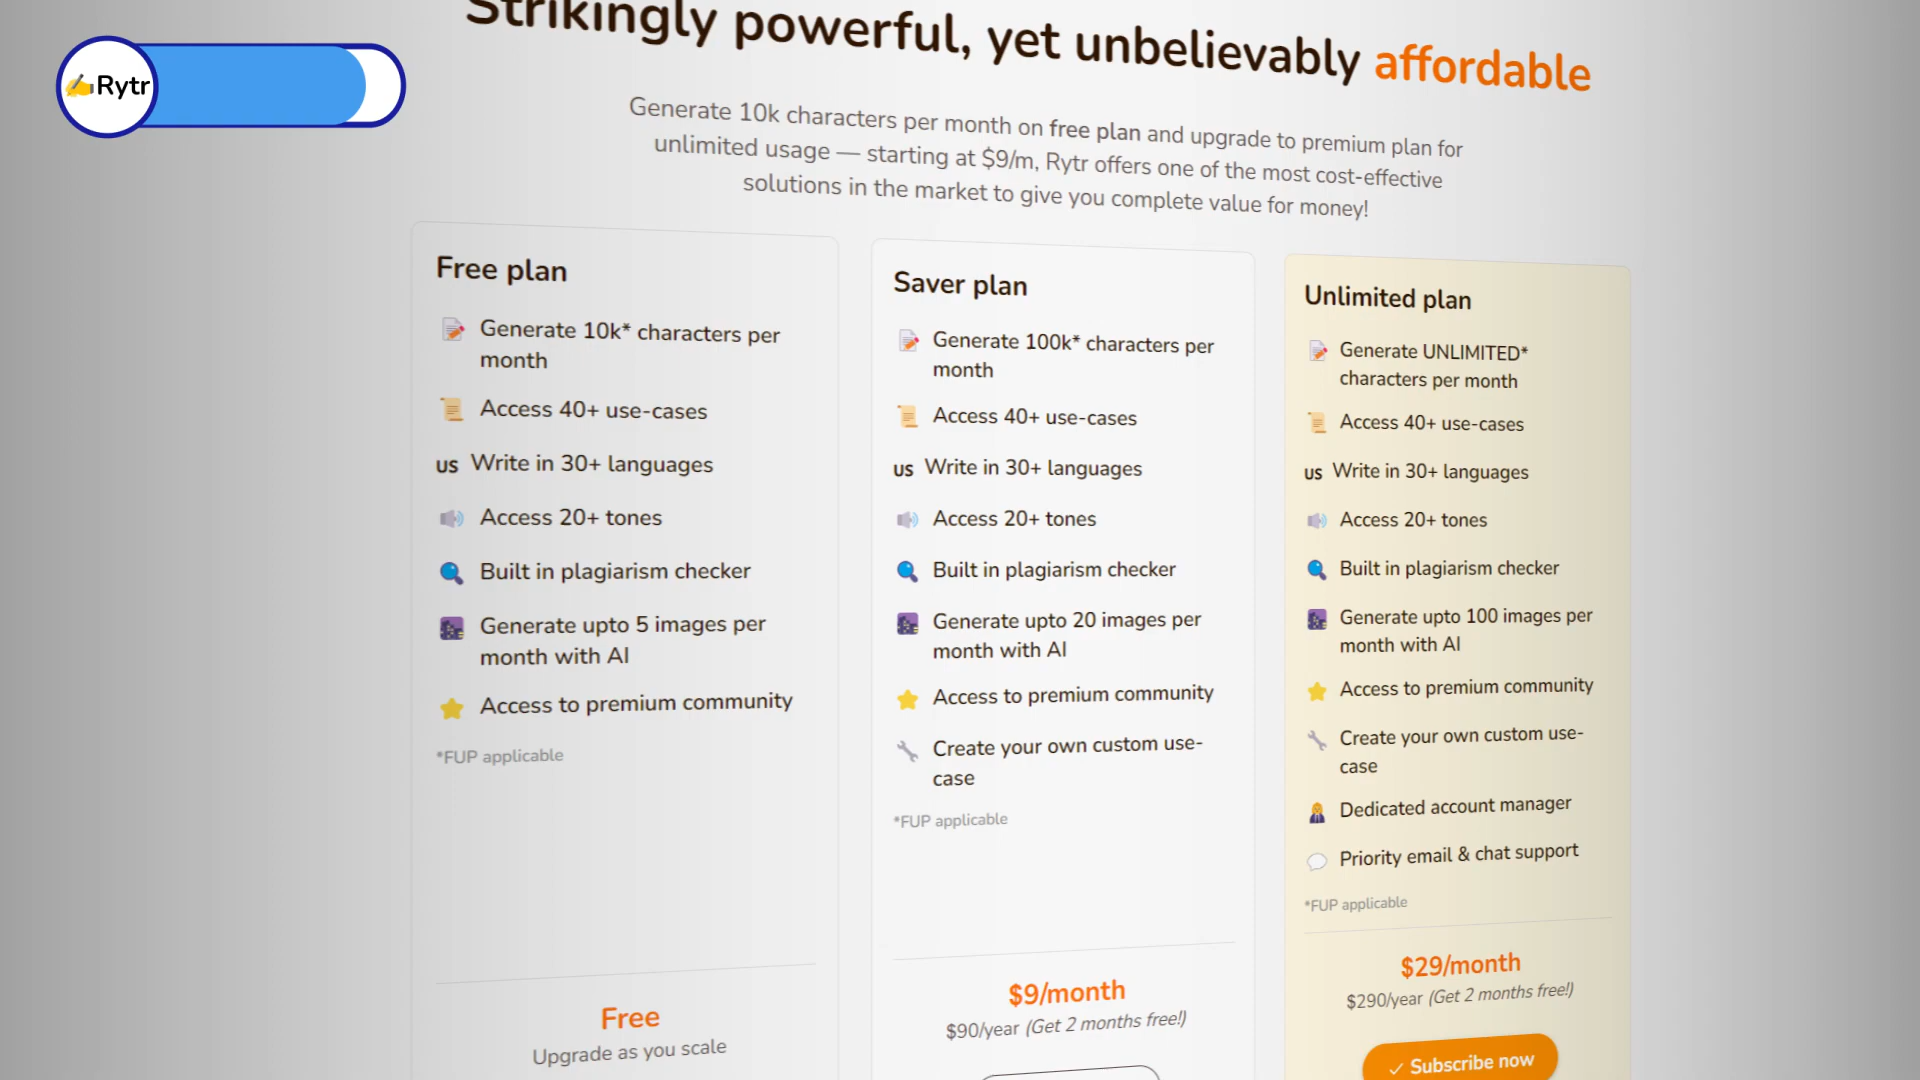 Strikingly powerful, yet unbelievably affordable
Rytr
Generate 10k characters per month on free plan and upgrade to premium plan for
unlimited usage — starting at $9/m, Rytr offers one of the most cost-effective
solutions in the market to give you complete value for money!
Free plan
Generate 10k* characters per
month
Access 40+ use-cases
US Write in 30+ languages
Access 20+ tones
Built in plagiarism checker
Generate upto 5 images per
month with AI
Access to premium community
*FUP applicable
Free
Upgrade as you scale
Saver plan
Generate 100k* characters per
month
Access 40+ use-cases
US Write in 30+ languages
Access 20+ tones
Built in plagiarism checker
Generate upto 20 images per
month with AI
Access to premium community
Create your own custom use-
case
*FUP applicable
$9/month
$90/year (Get 2 months free!)
Unlimited plan
Generate UNLIMITED*
characters per month
Access 40+ use-cases
US Write in 30+ languages
Access 20+ tones
Built in plagiarism checker
Generate upto 100 images per
month with AI
Access to premium community
Create your own custom use-
case
Dedicated account manager
Priority email & chat support
*FUP applicable
$29/month
$290/year (Get 2 months free!)
✓ Subscribe now